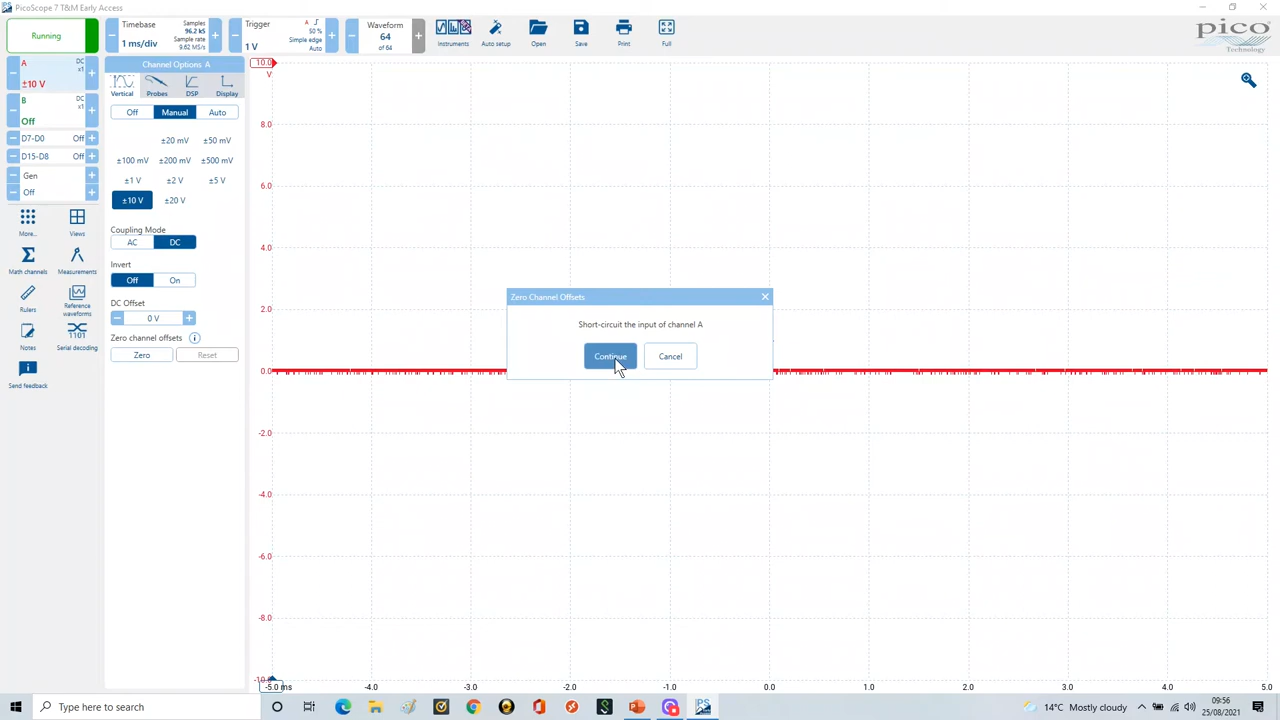 PicoScope 7 T&M Early Access
Running
Timebase
1 ms/div
Samples
96.2 kS
Sample rate
9.62 MS/s
Trigger
1 V
A
50 %
Simple edge
Auto
Waveform
64
of 64
Instruments
Auto setup
Open
Save
Print
Full
pico
Technology
A
DC
x1
±10 V
B
DC
x1
Off
D7-D0 Off
D15-D8 Off
Gen
Off
More...
Views
Math channels
Measurements
Rulers
Reference
waveforms
Notes
Serial decoding
Send feedback
Channel Options A
Vertical
Probes
DSP
Display
Off Manual Auto
±20 mV ±50 mV
±100 mV ±200 mV ±500 mV
±1 V ±2 V ±5 V
±10 V ±20 V
Coupling Mode
AC DC
Invert
Off On
DC Offset
0 V
Zero channel offsets
Zero Reset
10.0
V
8.0
6.0
4.0
2.0
0.0
-2.0
-4.0
-6.0
-8.0
-10.0
-5.0 ms -4.0 -3.0 -2.0 -1.0 0.0 1.0 2.0 3.0 4.0 5.0
Zero Channel Offsets
Short-circuit the input of channel A
Continue Cancel
Type here to search
14°C Mostly cloudy
09:56
25/08/2021